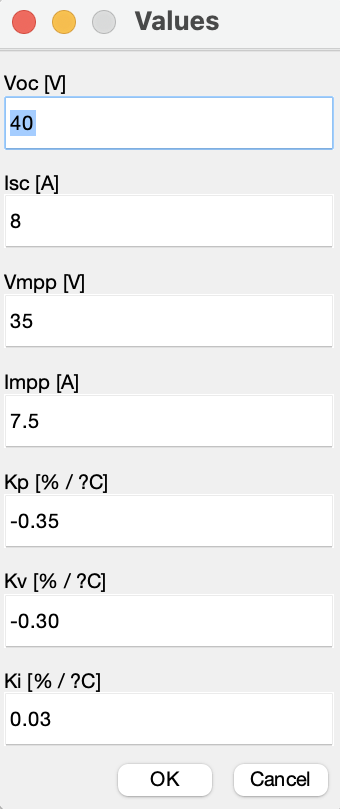 Values
Voc [V]
40
Isc [A]
8
Vmpp [V]
35
Impp [A]
7.5
Kp [% / ?C]
-0.35
Kv [% / ?C]
-0.30
Ki [% / ?C]
0.03
OK Cancel